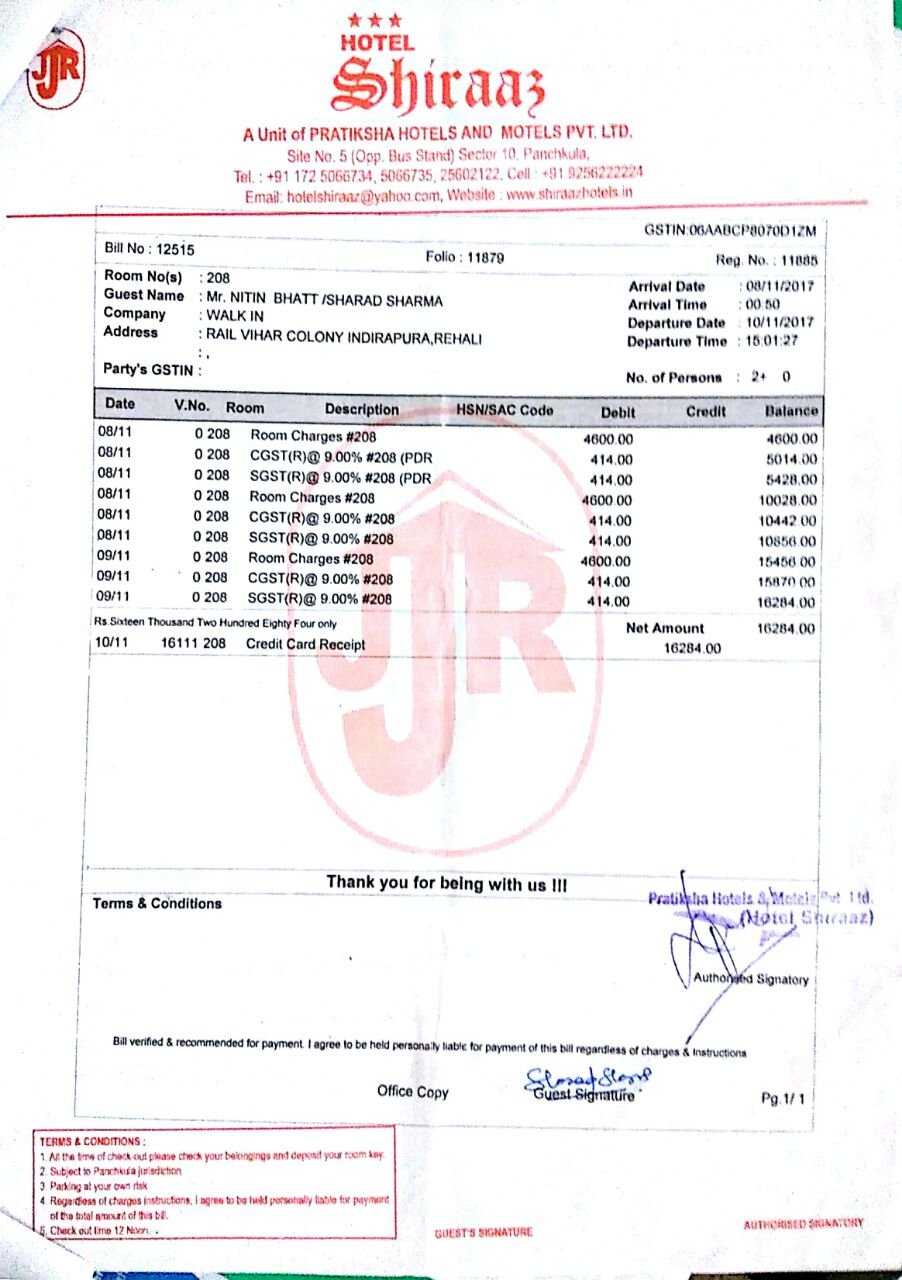 JJR
HOTEL
Shiraaz
A Unit of PRATIKSHA HOTELS AND MOTELS PVT. LTD.
Site No. 5 (Opp. Bus Stand) Sector 10, Panchkula,
Tel. : +91 172 5066734, 5066735, 25602122, Cell : +91 9256222224
Email: hotelshiraaz@yahoo.com, Website : www.shiraazhotels.in
GSTIN:06AABCP8070D1ZM
Bill No : 12515 Folio : 11879 Reg. No. : 11885
Room No(s) : 208 Arrival Date : 08/11/2017
Guest Name : Mr. NITIN BHATT /SHARAD SHARMA Arrival Time : 00:50
Company : WALK IN Departure Date : 10/11/2017
Address : RAIL VIHAR COLONY INDIRAPURA,REHALI Departure Time : 15:01:27
: ,
Party's GSTIN : No. of Persons : 2+ 0
Date V.No. Room Description HSN/SAC Code Debit Credit Balance
08/11 0 208 Room Charges #208 4600.00 4600.00
08/11 0 208 CGST(R)@ 9.00% #208 (PDR 414.00 5014.00
08/11 0 208 SGST(R)@ 9.00% #208 (PDR 414.00 5428.00
08/11 0 208 Room Charges #208 4600.00 10028.00
08/11 0 208 CGST(R)@ 9.00% #208 414.00 10442.00
08/11 0 208 SGST(R)@ 9.00% #208 414.00 10856.00
09/11 0 208 Room Charges #208 4600.00 15456.00
09/11 0 208 CGST(R)@ 9.00% #208 414.00 15870.00
09/11 0 208 SGST(R)@ 9.00% #208 414.00 16284.00
Rs.Sixteen Thousand Two Hundred Eighty Four only Net Amount 16284.00
10/11 16111 208 Credit Card Receipt 16284.00
JJR
Thank you for being with us !!!
Terms & Conditions
Pratiksha Hotels & Motels Pvt. Ltd.
(Hotel Shiraaz)
Authorised Signatory
Bill verified & recommended for payment. I agree to be held personally liable for payment of this bill regardless of charges & Instructions
Office Copy Guest Signature Pg.1/ 1
TERMS & CONDITIONS :
1. At the time of check-out please check your belongings and deposit your room key.
2. Subject to Panchkula jurisdiction
3. Parking at your own risk.
4. Regardless of charges instructions, I agree to be held personally liable for payment
of the total amount of this bill.
5. Check out time 12 Noon.
GUEST'S SIGNATURE AUTHORISED SIGNATORY